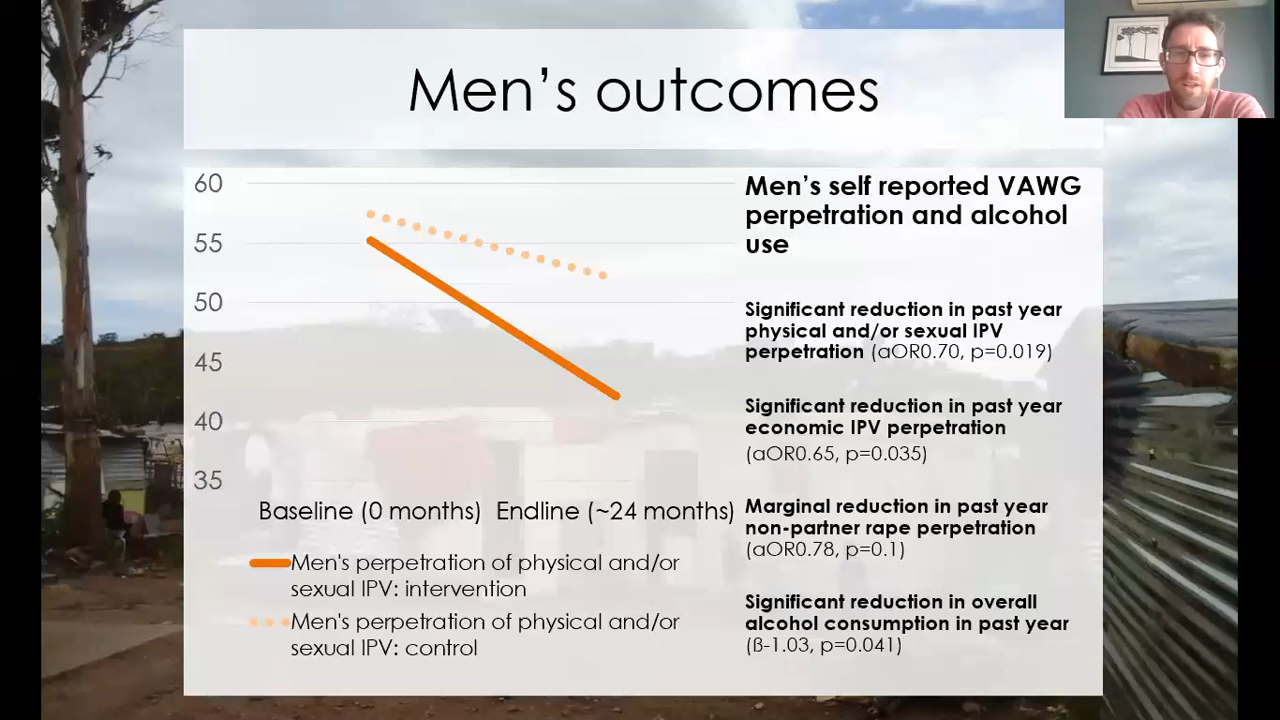 Men’s outcomes
60
55
50
45
40
35
Baseline (0 months) Endline (~24 months)
Men's perpetration of physical and/or
sexual IPV: intervention
Men's perpetration of physical and/or
sexual IPV: control
Men’s self reported VAWG
perpetration and alcohol
use
Significant reduction in past year
physical and/or sexual IPV
perpetration (aOR0.70, p=0.019)
Significant reduction in past year
economic IPV perpetration
(aOR0.65, p=0.035)
Marginal reduction in past year
non-partner rape perpetration
(aOR0.78, p=0.1)
Significant reduction in overall
alcohol consumption in past year
(ß-1.03, p=0.041)